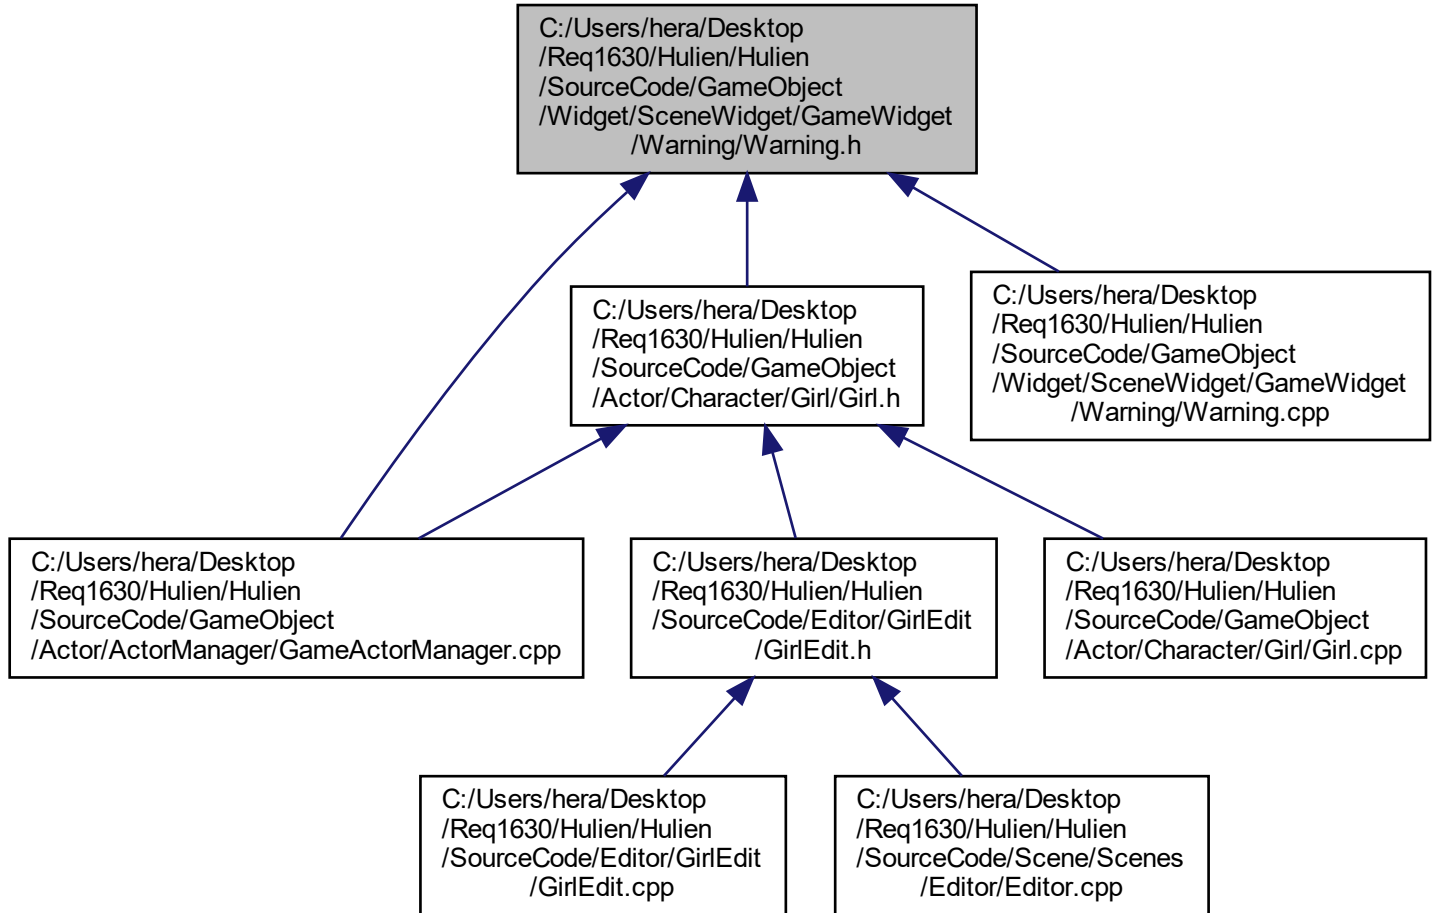 C:/Users/hera/Desktop
/Req1630/Hulien/Hulien
/SourceCode/GameObject
/Widget/SceneWidget/GameWidget
/Warning/Warning.h
C:/Users/hera/Desktop
/Req1630/Hulien/Hulien
/SourceCode/GameObject
/Actor/Character/Girl/Girl.h
C:/Users/hera/Desktop
/Req1630/Hulien/Hulien
/SourceCode/GameObject
/Widget/SceneWidget/GameWidget
/Warning/Warning.cpp
C:/Users/hera/Desktop
/Req1630/Hulien/Hulien
/SourceCode/GameObject
/Actor/ActorManager/GameActorManager.cpp
C:/Users/hera/Desktop
/Req1630/Hulien/Hulien
/SourceCode/Editor/GirlEdit
/GirlEdit.h
C:/Users/hera/Desktop
/Req1630/Hulien/Hulien
/SourceCode/GameObject
/Actor/Character/Girl/Girl.cpp
C:/Users/hera/Desktop
/Req1630/Hulien/Hulien
/SourceCode/Editor/GirlEdit
/GirlEdit.cpp
C:/Users/hera/Desktop
/Req1630/Hulien/Hulien
/SourceCode/Scene/Scenes
/Editor/Editor.cpp